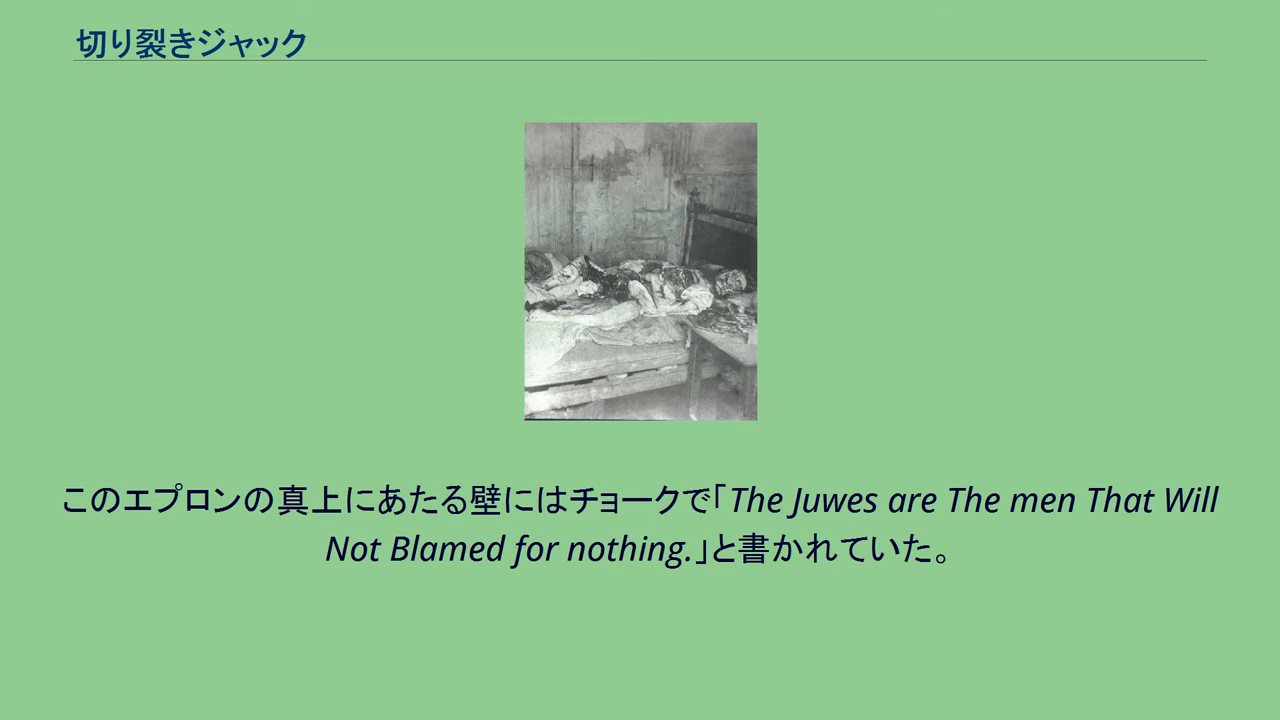 切り裂きジャック
このエプロンの真上にあたる壁にはチョークで「The Juwes are The men That Will
Not Blamed for nothing.」と書かれていた。